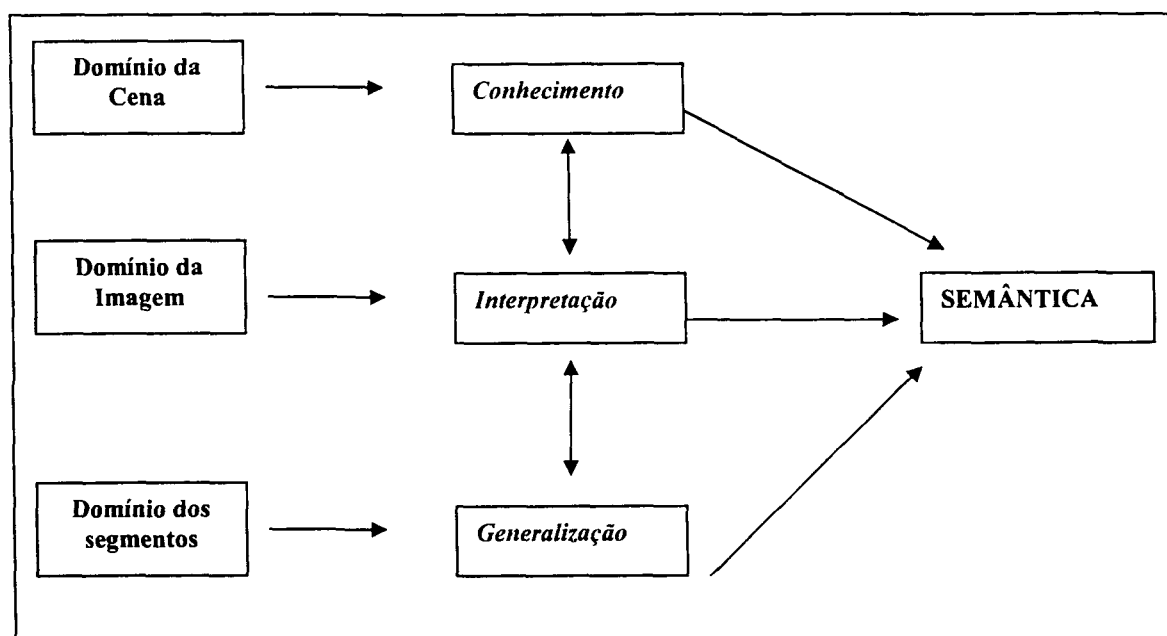 Domínio da
Cena
Conhecimento
Domínio da
Imagem
Interpretação
SEMÂNTICA
Domínio dos
segmentos
Generalização